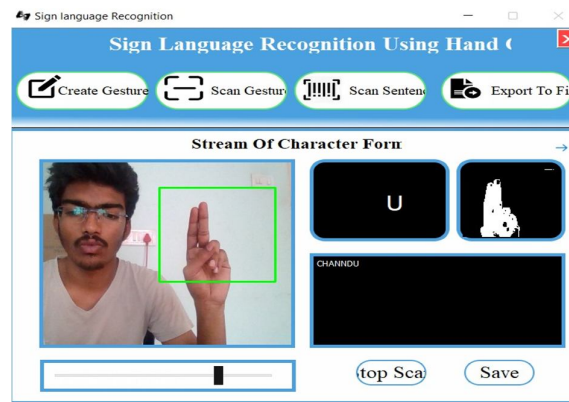 Sign language Recognition
Sign Language Recognition Using Hand
Create Gesture
Scan Gestur
Scan Senten
Export To Fi
Stream Of Character Form
U
CHANNDU
top Sca
Save